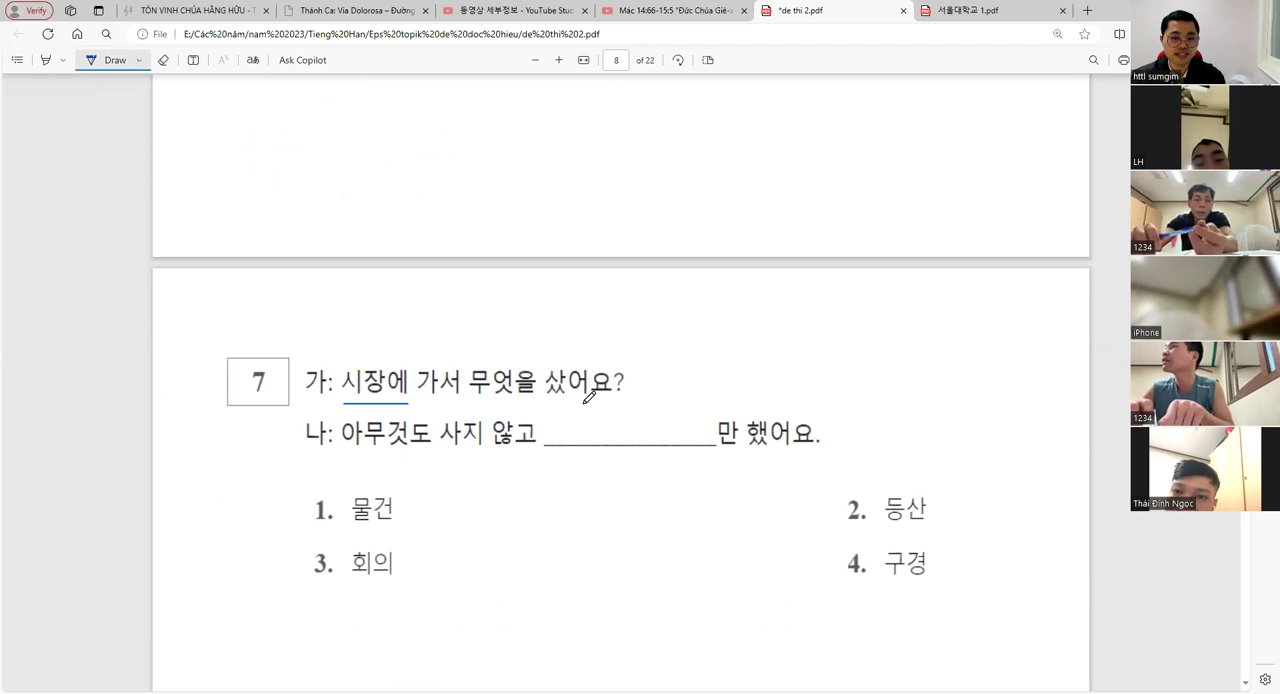 Verify
TÔN VINH CHÚA HẰNG HỮU - T
Thánh Ca: Via Dolorosa – Đường
동영상 세부정보 - YouTube Stud
Mác 14:66-15:5 "Đức Chúa Giê-x
*de thi 2.pdf
서울대학교 1.pdf
File
E:/Các%20năm/nam%202023/Tieng%20Han/Eps%20topik%20de%20doc%20hieu/de%20thi%202.pdf
Draw
Ask Copilot
8 of 22
httl sumgim
LH
1234
iPhone
1234
Thái Đình Ngọc
7
가: 시장에 가서 무엇을 샀어요?
나: 아무것도 사지 않고 _______________만 했어요.
1. 물건
2. 등산
3. 회의
4. 구경